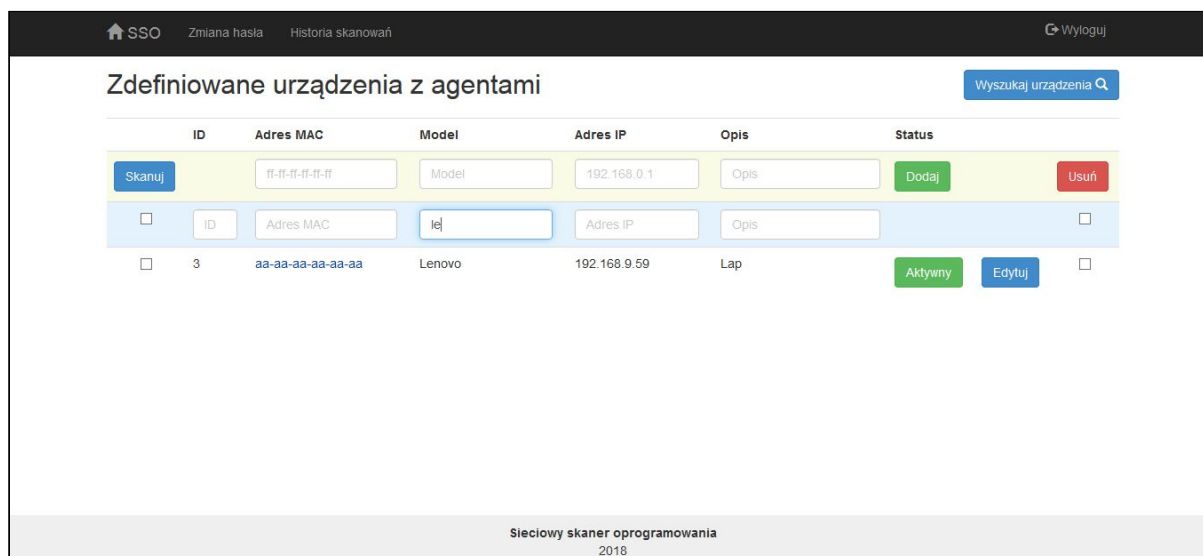 SSO Zmiana hasła Historia skanowań Wyloguj
Zdefiniowane urządzenia z agentami Wyszukaj urządzenia
ID Adres MAC Model Adres IP Opis Status
Skanuj ff-ff-ff-ff-ff-ff Model 192.168.0.1 Opis Dodaj Usuń
ID Adres MAC le Adres IP Opis
3 aa-aa-aa-aa-aa-aa Lenovo 192.168.9.59 Lap Aktywny Edytuj
Sieciowy skaner oprogramowania
2018